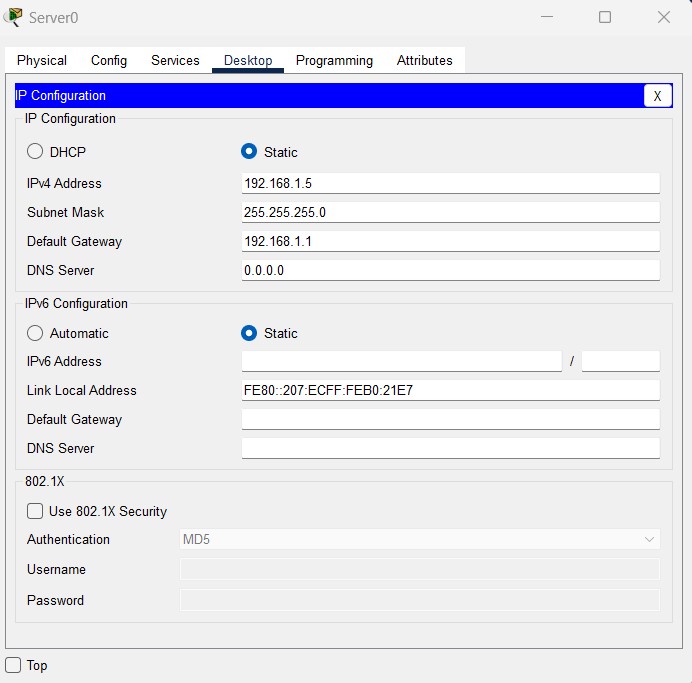 Server0
Physical Config Services Desktop Programming Attributes
IP Configuration X
IP Configuration
DHCP Static
IPv4 Address 192.168.1.5
Subnet Mask 255.255.255.0
Default Gateway 192.168.1.1
DNS Server 0.0.0.0
IPv6 Configuration
Automatic Static
IPv6 Address /
Link Local Address FE80::207:ECFF:FEB0:21E7
Default Gateway
DNS Server
802.1X
Use 802.1X Security
Authentication MD5
Username
Password
Top